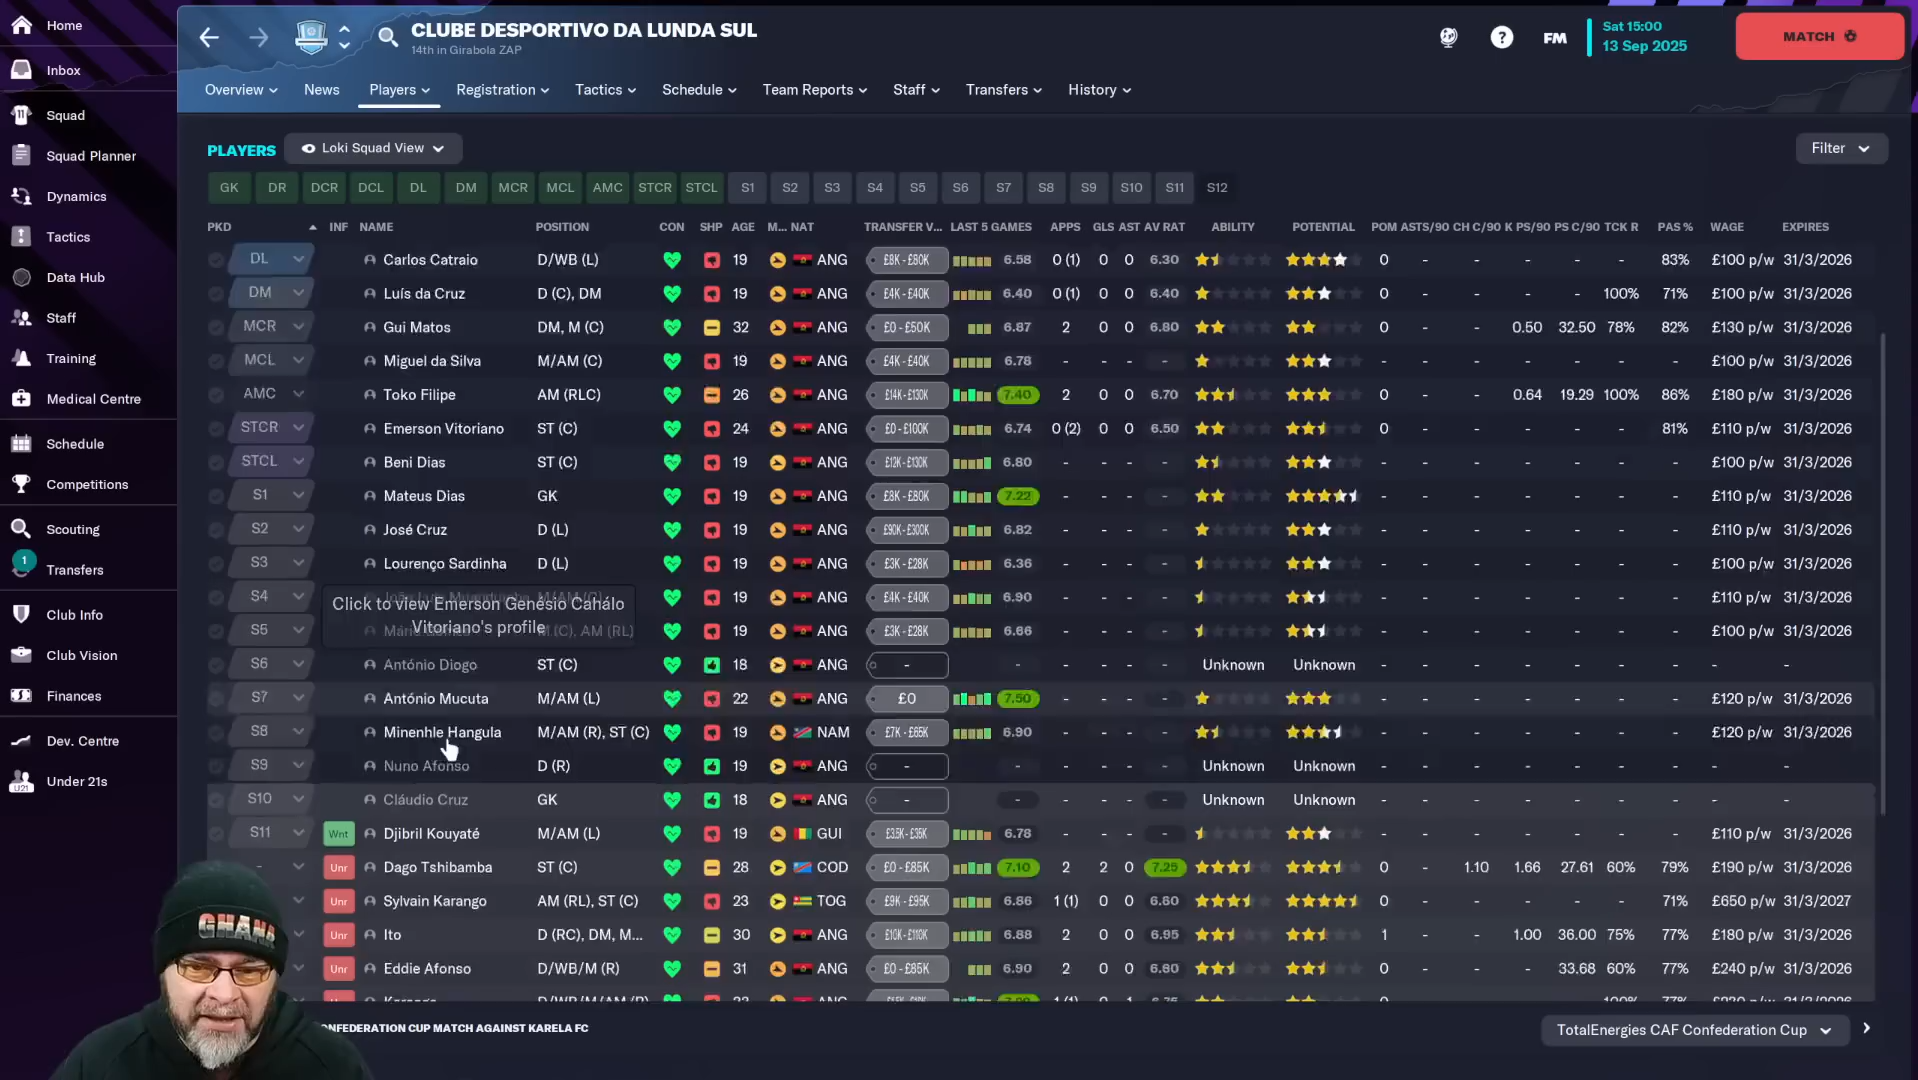 Home
Inbox
Squad
Squad Planner
Dynamics
Tactics
Data Hub
Staff
Training
Medical Centre
Schedule
Competitions
Scouting
1
Transfers
Club Info
Club Vision
Finances
Dev. Centre
Under 21s
CLUBE DESPORTIVO DA LUNDA SUL
14th in Girabola ZAP
FM
Sat 15:00
13 Sep 2025
MATCH
Overview News Players Registration Tactics Schedule Team Reports Staff Transfers History
PLAYERS Loki Squad View Filter
GK DR DCR DCL DL DM MCR MCL AMC STCR STCL S1 S2 S3 S4 S5 S6 S7 S8 S9 S10 S11 S12
PKD INF NAME POSITION CON SHP AGE M... NAT TRANSFER V... LAST 5 GAMES APPS GLS AST AV RAT ABILITY POTENTIAL POM ASTS/90 CH C/90 K PS/90 PS C/90 TCK R PAS % WAGE EXPIRES
DL Carlos Catraio D/WB (L) 19 ANG £8K - £80K 6.58 0 (1) 0 0 6.30 0 - - - - - 83% £100 p/w 31/3/2026
DM Luís da Cruz D (C), DM 19 ANG £4K - £40K 6.40 0 (1) 0 0 6.40 0 - - - - 100% 71% £100 p/w 31/3/2026
MCR Gui Matos DM, M (C) 32 ANG £0 - £50K 6.87 2 0 0 6.80 0 - - 0.50 32.50 78% 82% £130 p/w 31/3/2026
MCL Miguel da Silva M/AM (C) 19 ANG £4K - £40K 6.78 - - - - - - - - - - - £100 p/w 31/3/2026
AMC Toko Filipe AM (RLC) 26 ANG £14K - £130K 7.40 2 0 0 6.70 0 - - 0.64 19.29 100% 86% £180 p/w 31/3/2026
STCR Emerson Vitoriano ST (C) 24 ANG £0 - £100K 6.74 0 (2) 0 0 6.50 0 - - - - - 81% £110 p/w 31/3/2026
STCL Beni Dias ST (C) 19 ANG £12K - £130K 6.80 - - - - - - - - - - - £100 p/w 31/3/2026
S1 Mateus Dias GK 19 ANG £8K - £80K 7.22 - - - - - - - - - - - £110 p/w 31/3/2026
S2 José Cruz D (L) 19 ANG £90K - £300K 6.82 - - - - - - - - - - - £110 p/w 31/3/2026
S3 Lourenço Sardinha D (L) 19 ANG £3K - £28K 6.36 - - - - - - - - - - - £100 p/w 31/3/2026
S4 M/AM (C) 19 ANG £4K - £40K 6.90 - - - - - - - - - - - £110 p/w 31/3/2026
Click to view Emerson Genésio Cahálo
Vitoriano's profile
S5 M (C), AM (RL) 19 ANG £3K - £28K 6.66 - - - - - - - - - - - £100 p/w 31/3/2026
S6 António Diogo ST (C) 18 ANG - - - - - - Unknown Unknown - - - - - - - - -
S7 António Mucuta M/AM (L) 22 ANG £0 7.50 - - - - - - - - - - - £120 p/w 31/3/2026
S8 Minenhle Hangula M/AM (R), ST (C) 19 NAM £7K - £65K 6.90 - - - - - - - - - - - £120 p/w 31/3/2026
S9 Nuno Afonso D (R) 19 ANG - - - - - - Unknown Unknown - - - - - - - - -
S10 Cláudio Cruz GK 18 ANG - - - - - - Unknown Unknown - - - - - - - - -
S11 Wnt Djibril Kouyaté M/AM (L) 19 GUI £3.5K - £35K 6.78 - - - - - - - - - - - £110 p/w 31/3/2026
- Unr Dago Tshibamba ST (C) 28 COD £0 - £85K 7.10 2 2 0 7.25 0 - 1.10 1.66 27.61 60% 79% £190 p/w 31/3/2026
Unr Sylvain Karango AM (RL), ST (C) 23 TOG £9K - £95K 6.86 1 (1) 0 0 6.80 0 - - - - - 71% £650 p/w 31/3/2027
Unr Ito D (RC), DM, M... 30 ANG £10K - £110K 6.88 2 0 0 6.95 1 - - 1.00 36.00 75% 77% £180 p/w 31/3/2026
Unr Eddie Afonso D/WB/M (R) 31 ANG £0 - £85K 6.90 2 0 0 6.60 0 - - - 33.68 60% 77% £240 p/w 31/3/2026
GHANA
ONFEDERATION CUP MATCH AGAINST KARELA FC
TotalEnergies CAF Confederation Cup